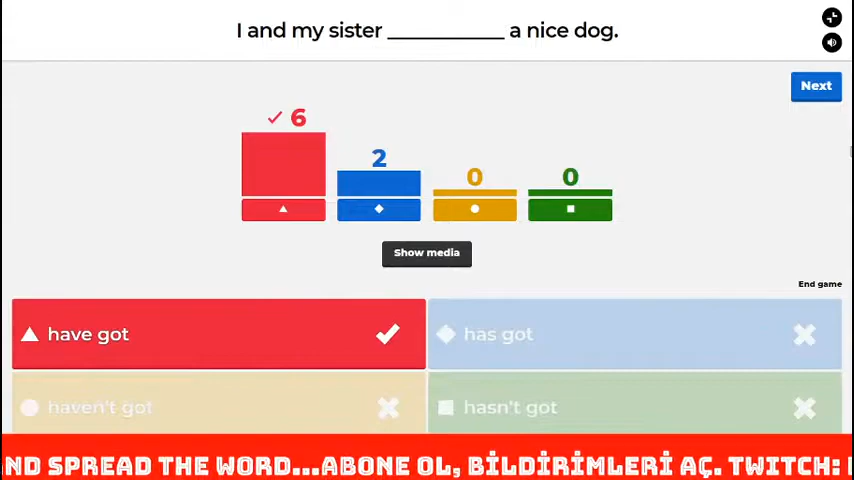 I and my sister ___________ a nice dog.
Next
6
2
0
0
Show media
End game
have got
has got
haven't got
hasn't got
ND SPREAD THE WORD...ABONE OL, BİLDİRİMLERİ AÇ. TWITCH: